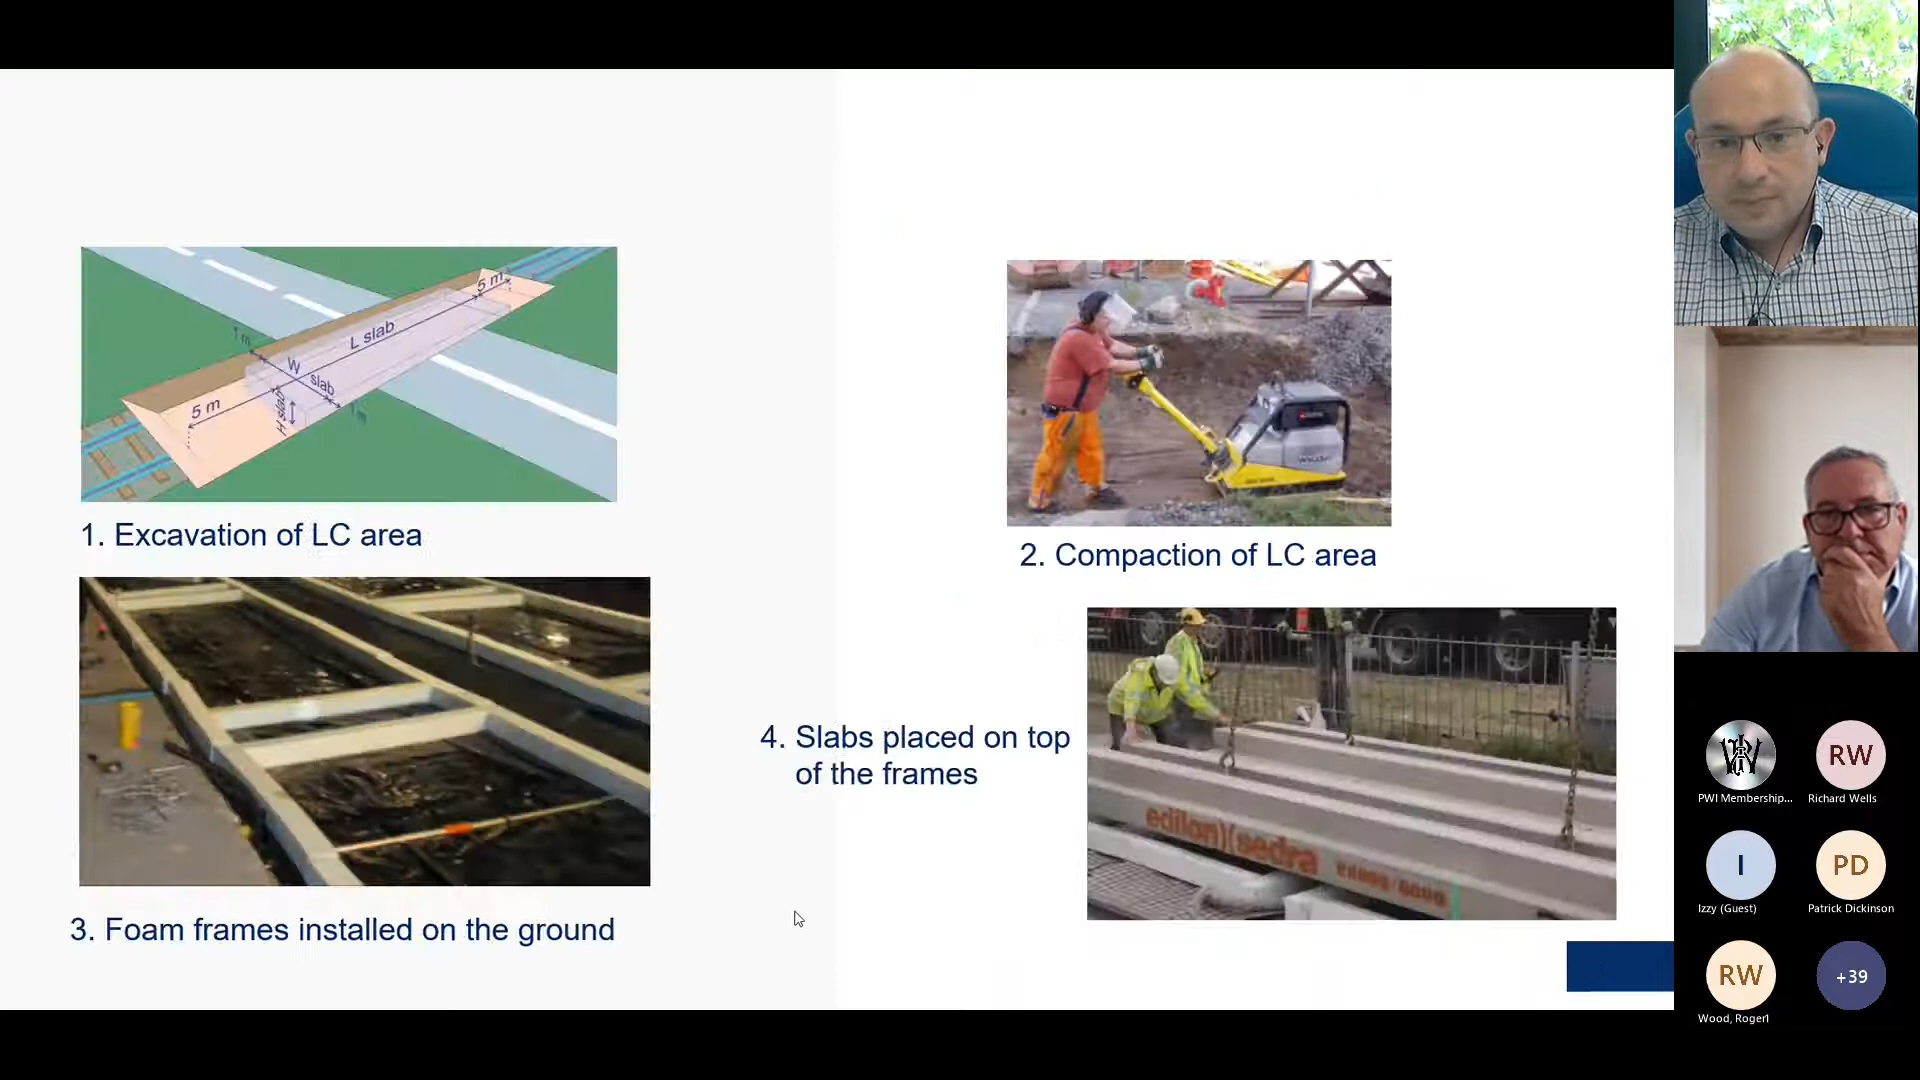 5 m
L slab
1 m
W slab
5 m
H slab
1. Excavation of LC area
2. Compaction of LC area
3. Foam frames installed on the ground
4. Slabs placed on top
of the frames
edilon)(sedra
PWI Membership...
RW
Richard Wells
I
Izzy (Guest)
PD
Patrick Dickinson
RW
Wood, Roger1
+39